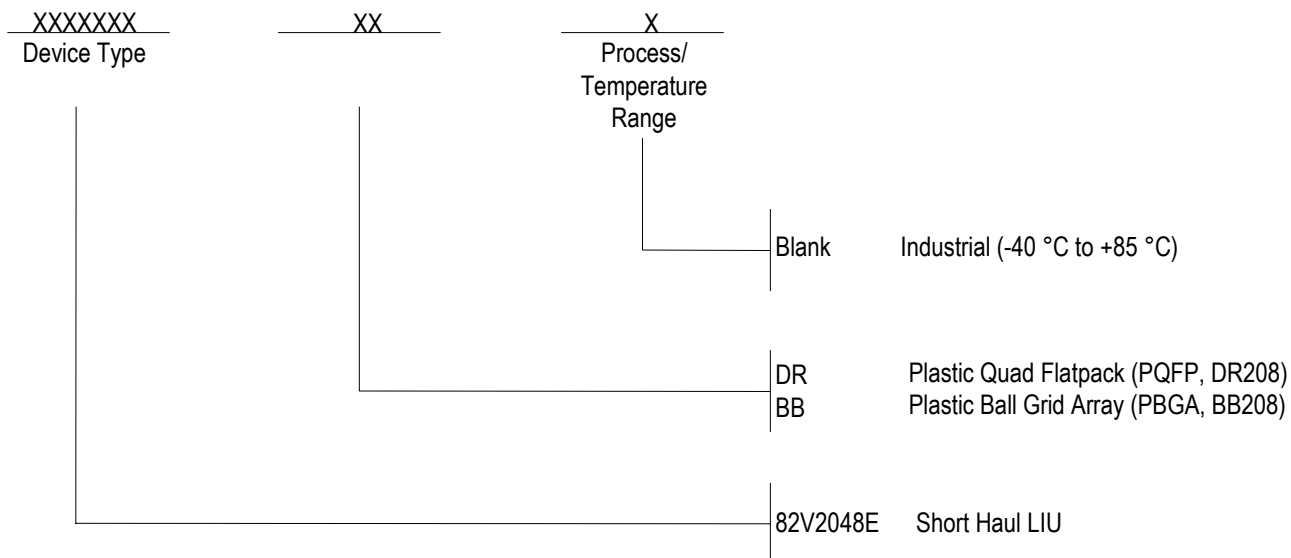 XXXXXXX XX X
Device Type Process/
Temperature
Range
Blank Industrial (-40 °C to +85 °C)
DR Plastic Quad Flatpack (PQFP, DR208)
BB Plastic Ball Grid Array (PBGA, BB208)
82V2048E Short Haul LIU